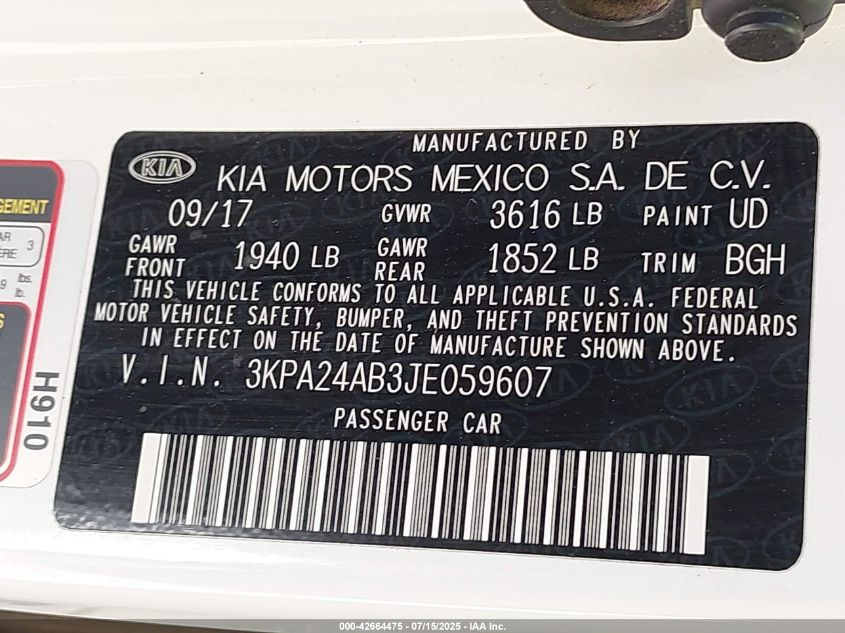 MANUFACTURED BY
KIA KIA MOTORS MEXICO S.A. DE C.V.
09/17 GVWR 3616 LB PAINT UD
GAWR FRONT 1940 LB GAWR REAR 1852 LB TRIM BGH
THIS VEHICLE CONFORMS TO ALL APPLICABLE U.S.A. FEDERAL
MOTOR VEHICLE SAFETY, BUMPER, AND THEFT PREVENTION STANDARDS
IN EFFECT ON THE DATE OF MANUFACTURE SHOWN ABOVE.
V.I.N. 3KPA24AB3JE059607
PASSENGER CAR
3
lbs.
lb.
H910
000-42664475 - 07/15/2025 - IAA Inc.